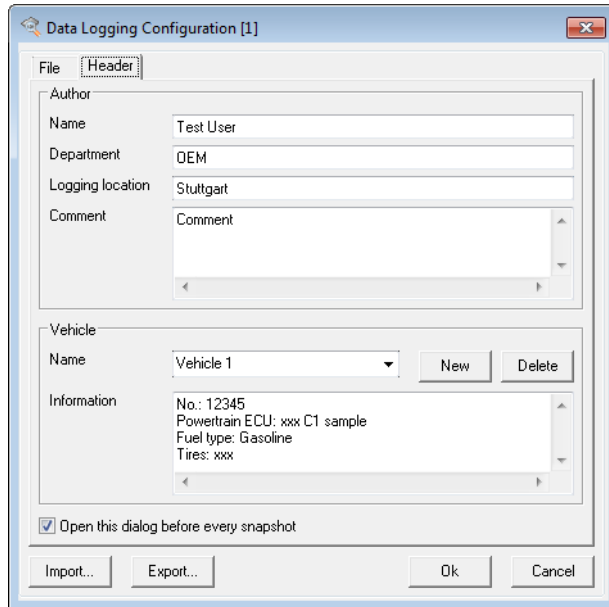 Data Logging Configuration [1]
File Header
Author
Name Test User
Department OEM
Logging location Stuttgart
Comment Comment
Vehicle
Name Vehicle 1 New Delete
Information No.: 12345
Powertrain ECU: xxx C1 sample
Fuel type: Gasoline
Tires: xxx
Open this dialog before every snapshot
Import... Export... Ok Cancel